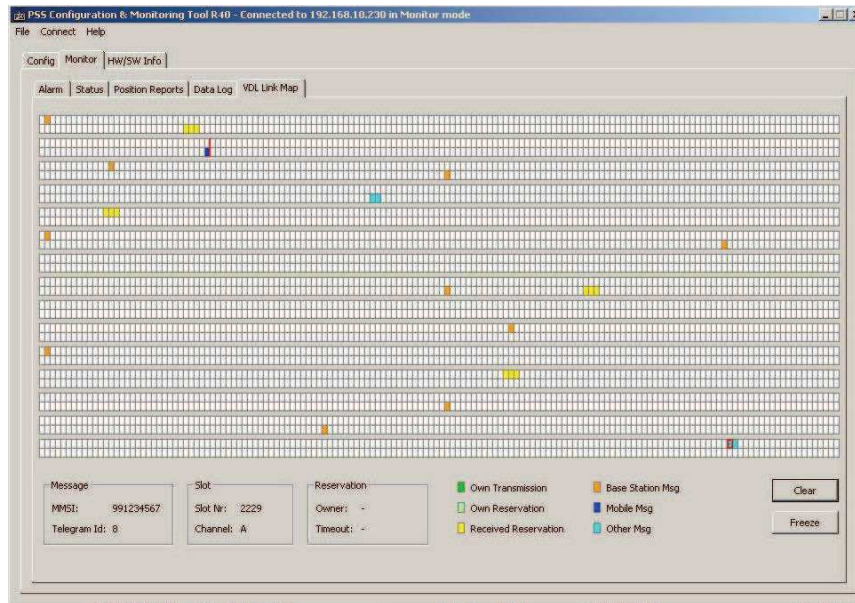 PSS Configuration & Monitoring Tool R40 - Connected to 192.168.10.230 in Monitor mode
File Connect Help
Config Monitor HW/SW Info
Alarm Status Position Reports Data Log VDL Link Map
Message
MMSI: 991234567
Telegram Id: 8
Slot
Slot Nr: 2229
Channel: A
Reservation
Owner: -
Timeout: -
Own Transmission
Own Reservation
Received Reservation
Base Station Msg
Mobile Msg
Other Msg
Clear
Freeze